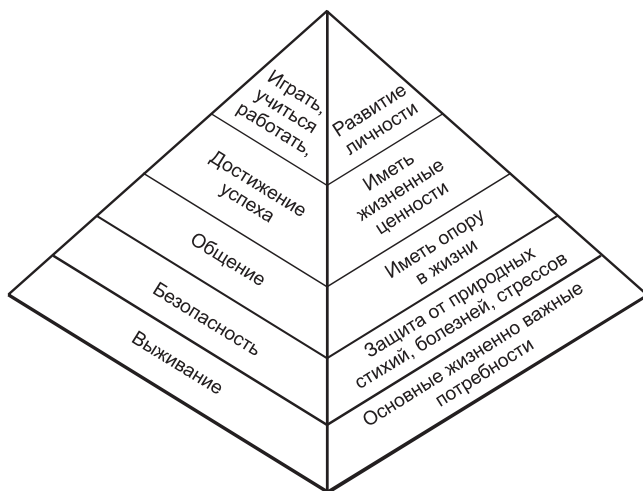 Играть,
учиться
работать,
Развитие
личности
Достижение
успеха
Иметь
жизненные
ценности
Общение
Иметь опору
в жизни
Безопасность
Защита от природных
стихий, болезней, стрессов
Выживание
Основные жизненно важные
потребности